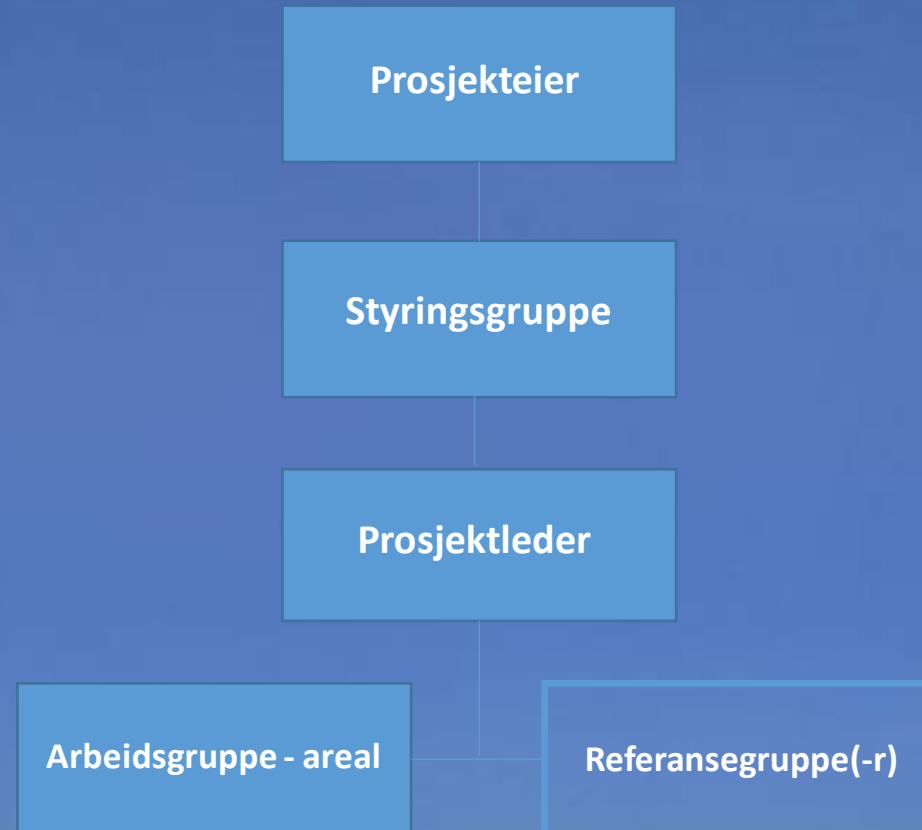 Prosjekteier
Styringsgruppe
Prosjektleder
Arbeidsgruppe - areal
Referansegruppe(-r)